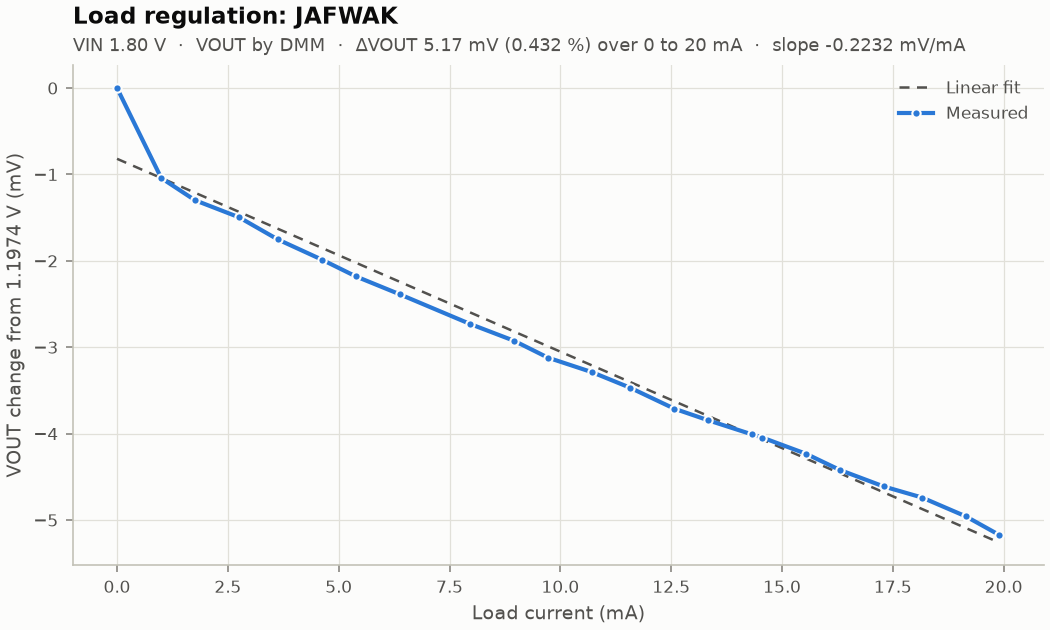 Load regulation: JAFWAK
VIN 1.80 V · VOUT by DMM · ΔVOUT 5.17 mV (0.432 %) over 0 to 20 mA · slope -0.2232 mV/mA
Linear fit
Measured
VOUT change from 1.1974 V (mV)
0
−1
−2
−3
−4
−5
0.0 2.5 5.0 7.5 10.0 12.5 15.0 17.5 20.0
Load current (mA)